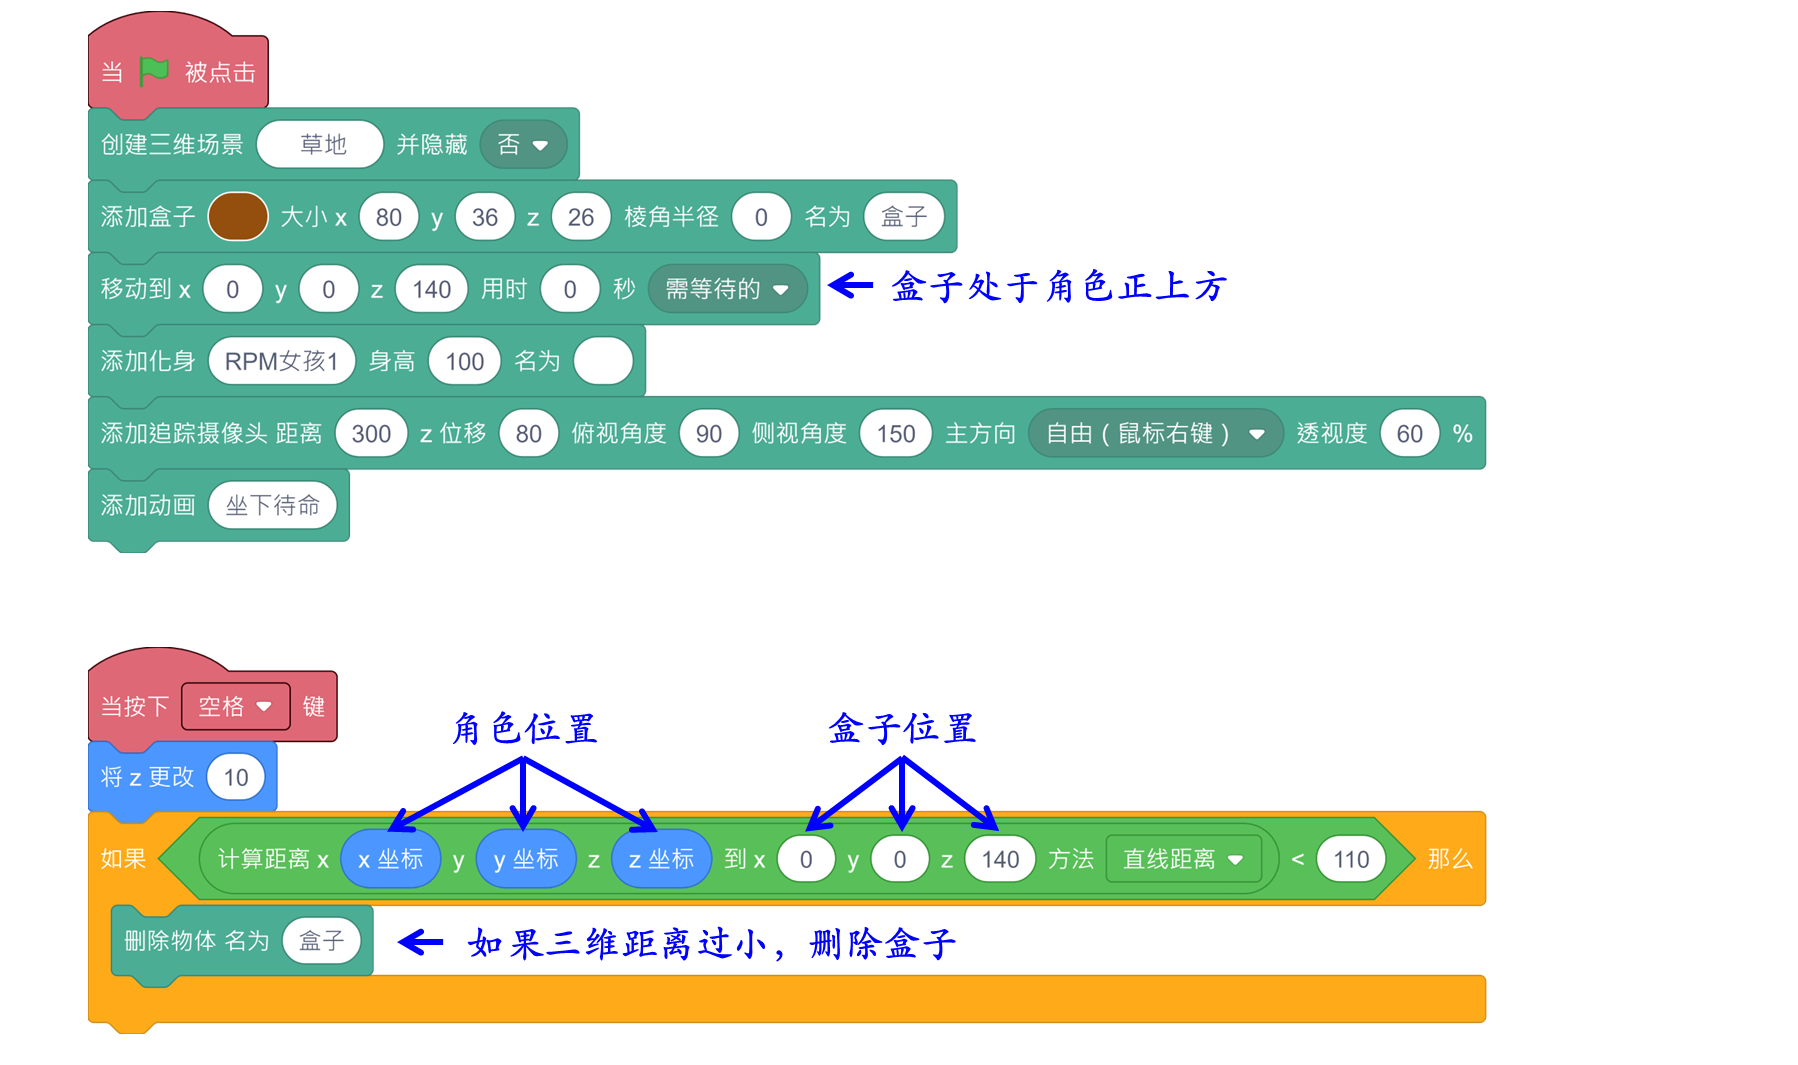 当 被点击
创建三维场景 草地 并隐藏 否
添加盒子 大小 x 80 y 36 z 26 棱角半径 0 名为 盒子
移动到 x 0 y 0 z 140 用时 0 秒 需等待的 盒子处于角色正上方
添加化身 RPM女孩1 身高 100 名为
添加追踪摄像头 距离 300 z 位移 80 俯视角度 90 侧视角度 150 主方向 自由 ( 鼠标右键 ) 透视度 60 %
添加动画 坐下待命
当按下 空格 键
角色位置 盒子位置
将 z 更改 10
如果 计算距离 x x 坐标 y y 坐标 z z 坐标 到 x 0 y 0 z 140 方法 直线距离 < 110 那么
删除物体 名为 盒子 如果三维距离过小，删除盒子